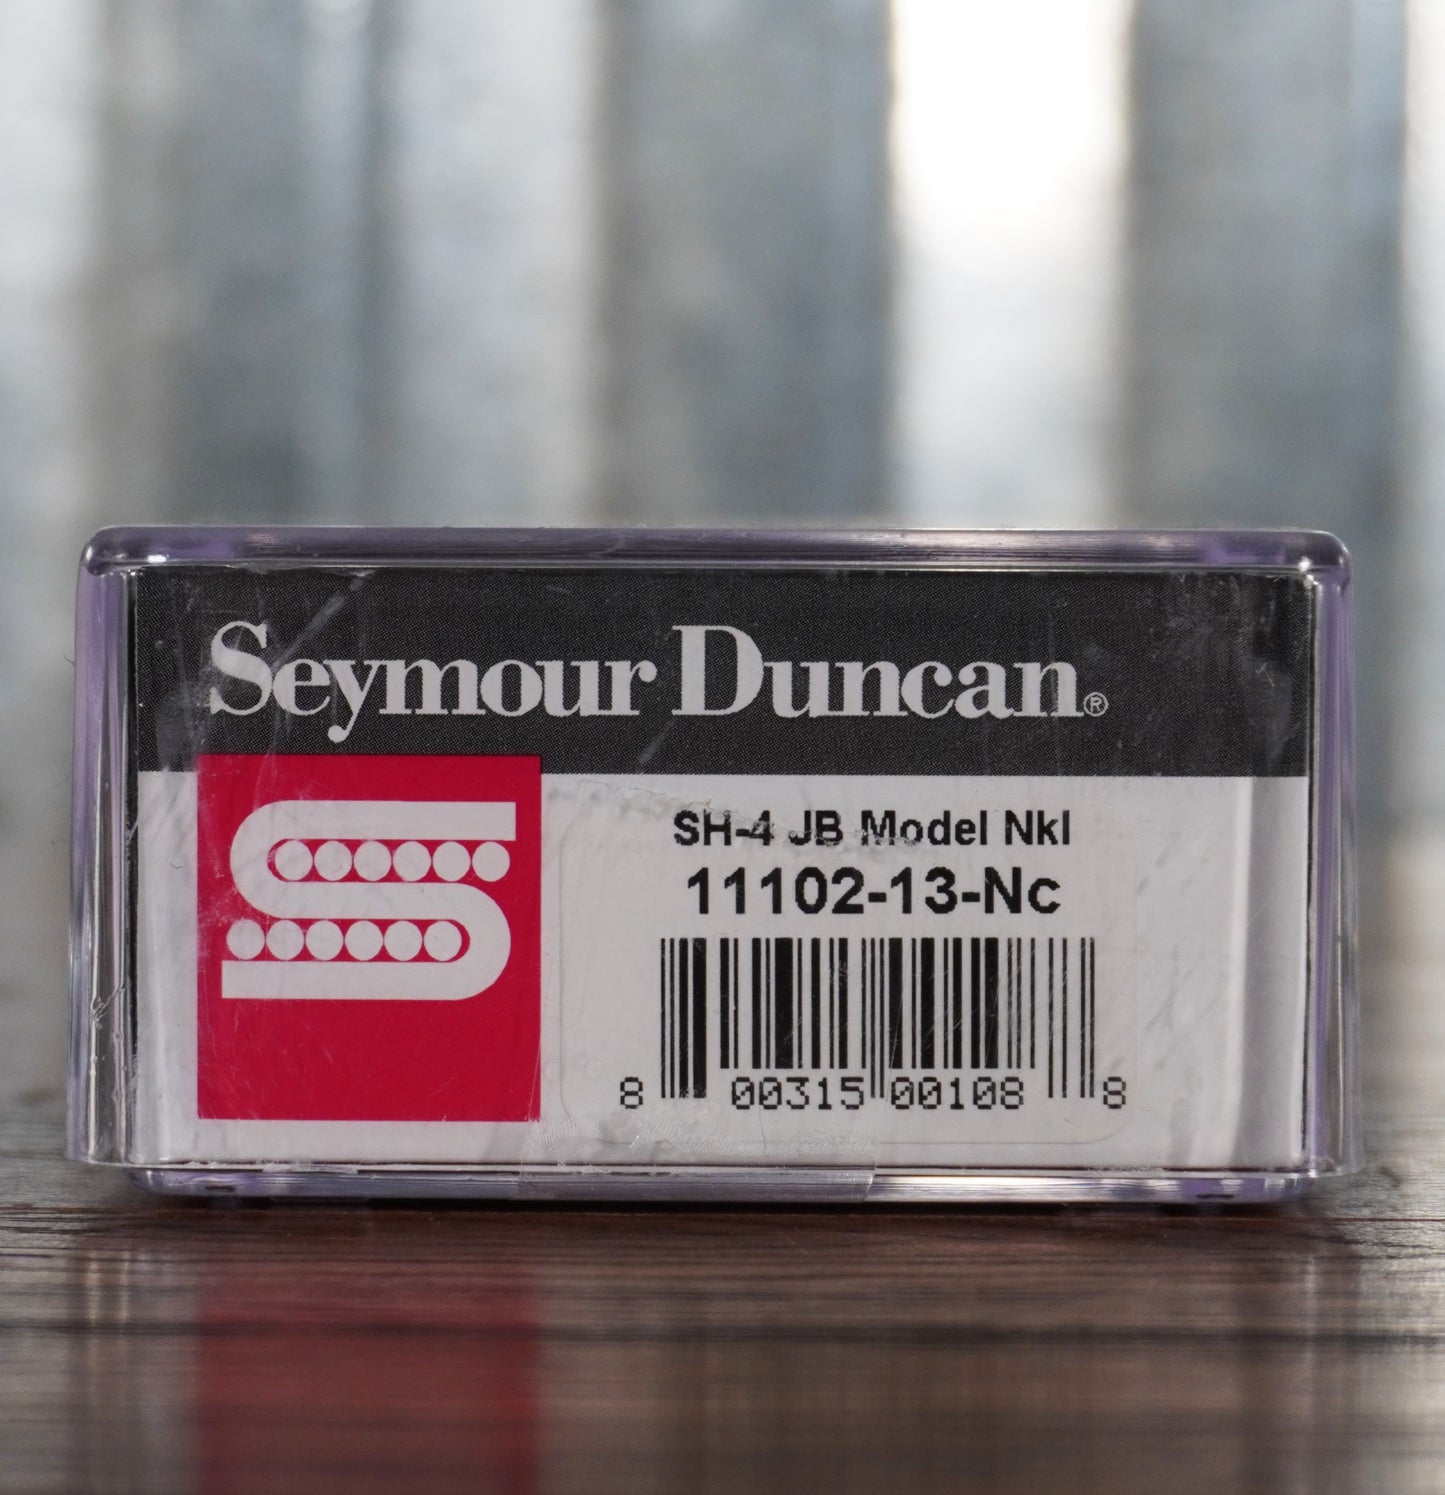 Seymour Duncan®
SH-4 JB Model Nkl
11102-13-Nc
8 00315 00108 8